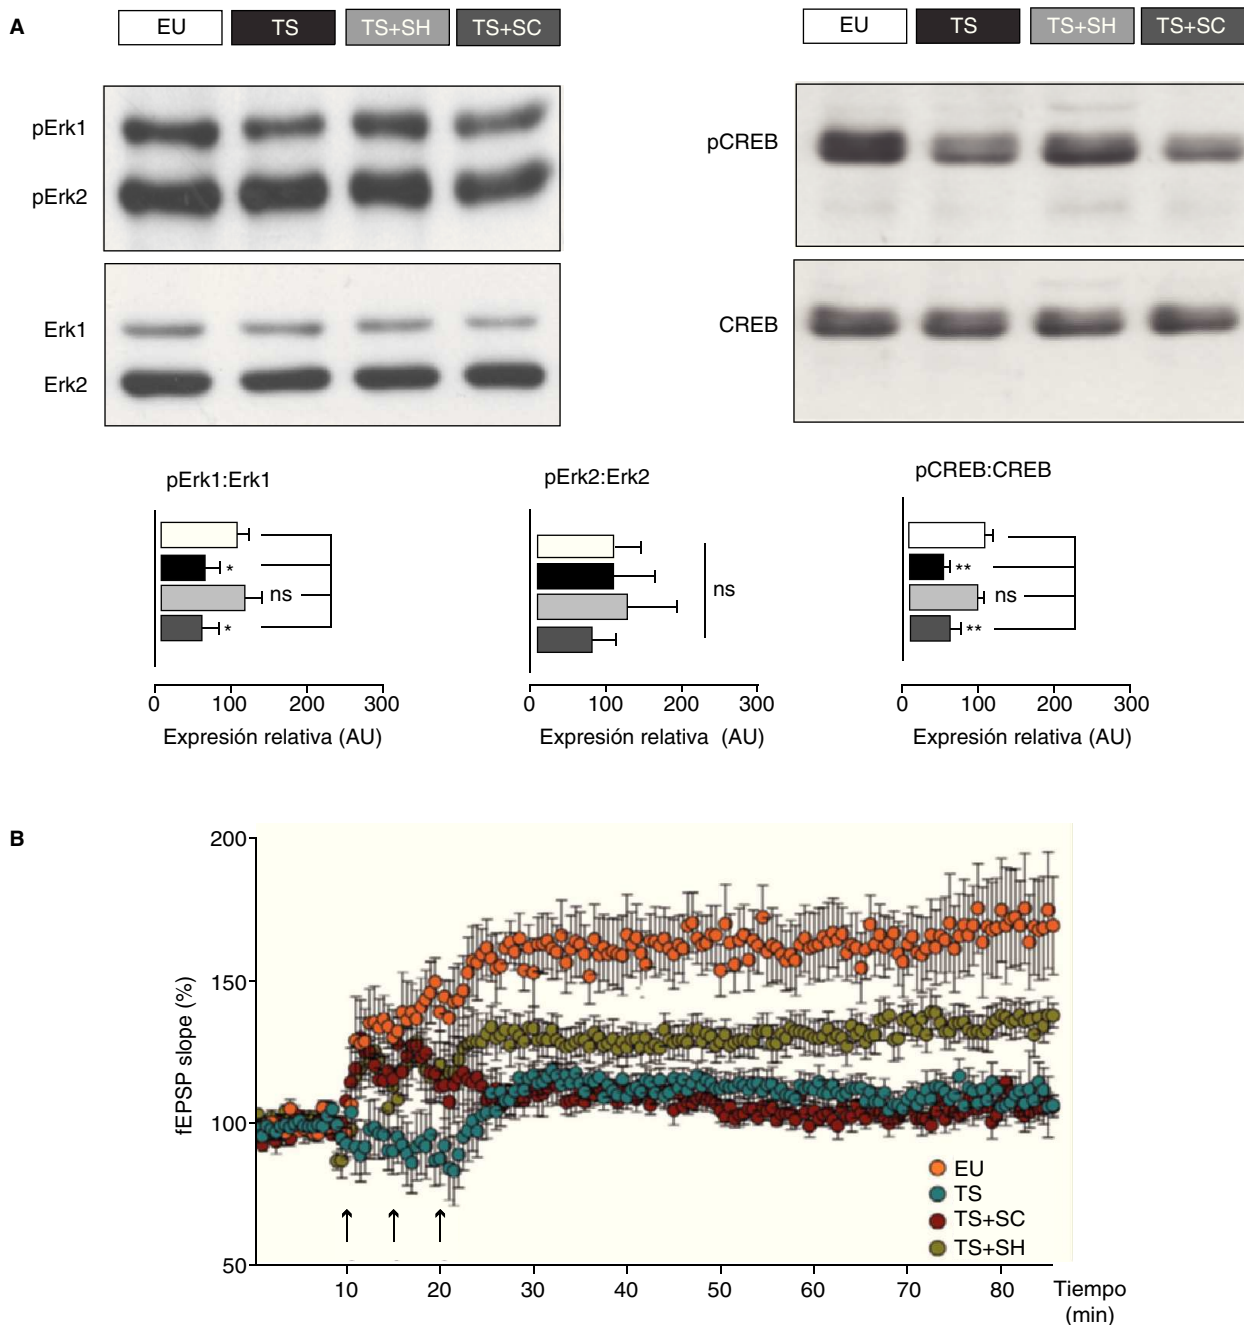 A
EU TS TS+SH TS+SC
EU TS TS+SH TS+SC
pErk1
pErk2
pCREB
Erk1
Erk2
CREB
pErk1:Erk1
*
ns
*
0 100 200 300
Expresión relativa (AU)
pErk2:Erk2
ns
0 100 200 300
Expresión relativa (AU)
pCREB:CREB
**
ns
**
0 100 200 300
Expresión relativa (AU)
B
200
150
100
50
fEPSP slope (%)
EU
TS
TS+SC
TS+SH
10 20 30 40 50 60 70 80
Tiempo
(min)